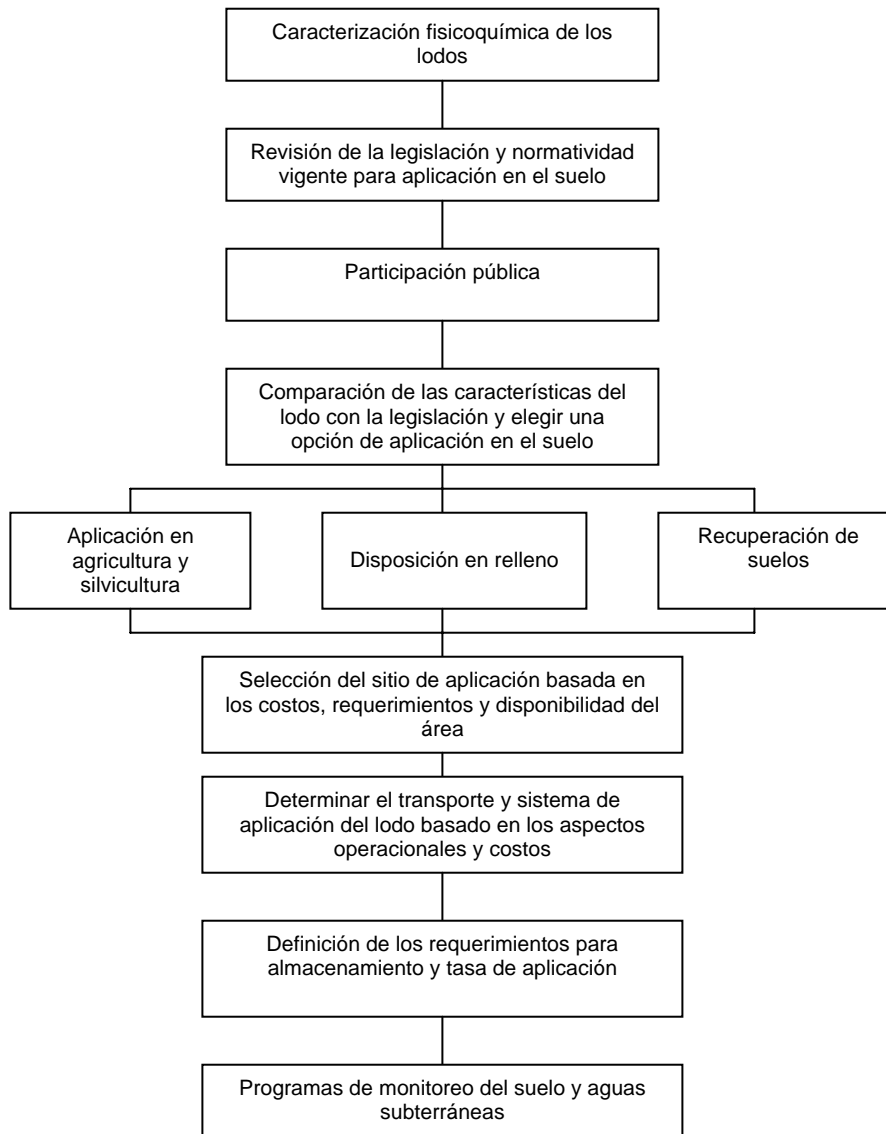 Caracterización fisicoquímica de los
lodos
Revisión de la legislación y normatividad
vigente para aplicación en el suelo
Participación pública
Comparación de las características del
lodo con la legislación y elegir una
opción de aplicación en el suelo
Aplicación en
agricultura y
silvicultura
Disposición en relleno
Recuperación de
suelos
Selección del sitio de aplicación basada en
los costos, requerimientos y disponibilidad del
área
Determinar el transporte y sistema de
aplicación del lodo basado en los aspectos
operacionales y costos
Definición de los requerimientos para
almacenamiento y tasa de aplicación
Programas de monitoreo del suelo y aguas
subterráneas